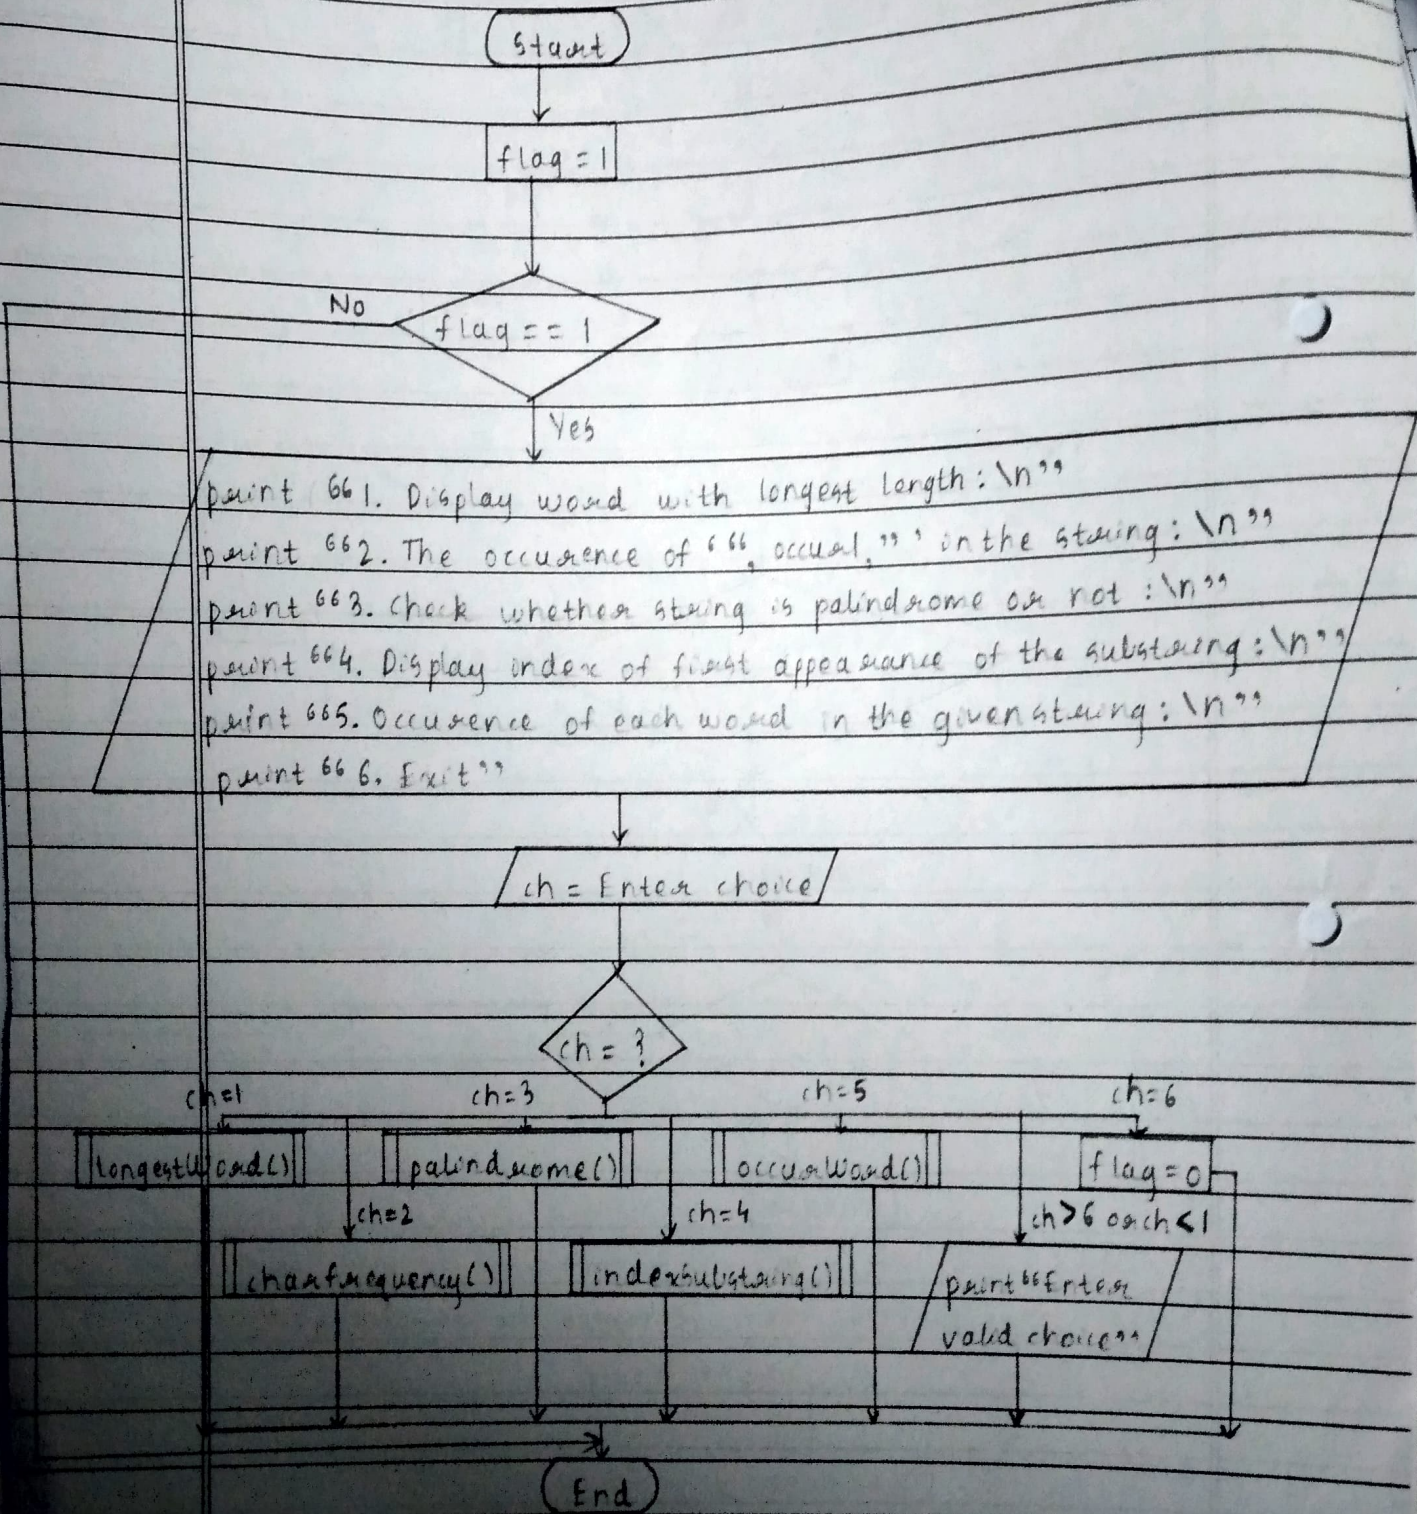 Start
flag = 1
No
flag == 1
Yes
print “1. Display word with longest length : \n”
print “2. The occurence of ‘“, occur, ”’ in the string : \n”
print “3. Check whether string is palindrome or not : \n”
print “4. Display index of first appearance of the substring : \n”
print “5. Occurence of each word in the given string : \n”
print “6. Exit”
ch = Enter choice
ch = ?
ch=1 ch=3 ch=5 ch=6
longestWord() palindrome() occurWord() flag=0
ch=2 ch=4 ch>6 or ch<1
charfrequency() indexsubstring() print “Enter
valid choice”
End